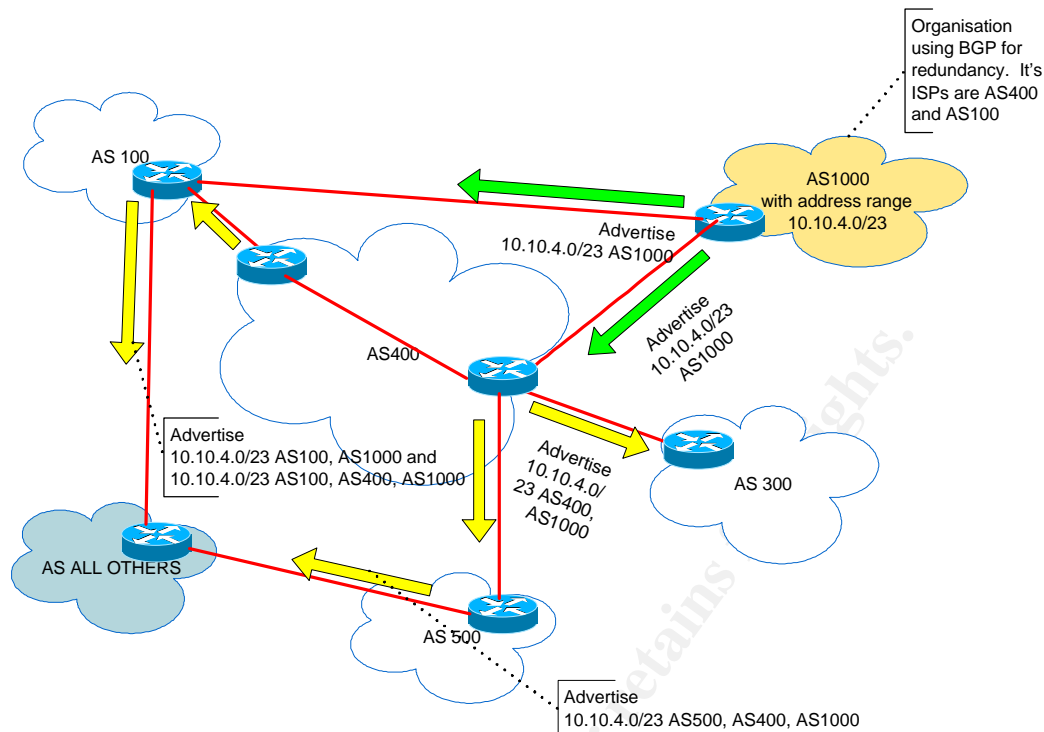 Organisation
using BGP for
redundancy. It's
ISPs are AS400
and AS100
AS 100
AS1000
with address range
10.10.4.0/23
Advertise
10.10.4.0/23 AS1000
Advertise
10.10.4.0/23
AS1000
AS400
Advertise
10.10.4.0/23 AS100, AS1000 and
10.10.4.0/23 AS100, AS400, AS1000
Advertise
10.10.4.0/
23 AS400,
AS1000
AS 300
AS ALL OTHERS
AS 500
Advertise
10.10.4.0/23 AS500, AS400, AS1000
retains
ights.